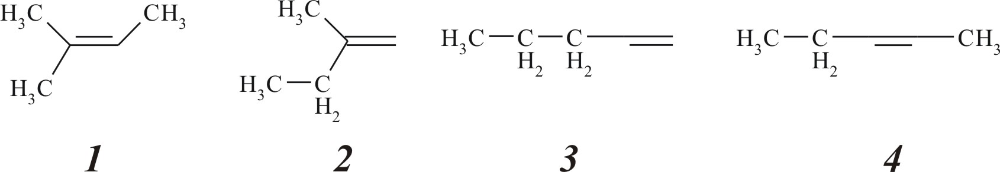 H3C CH3
H3C
1
H3C
H3C C
H2
2
H3C C C
H2 H2
3
H3C C CH3
H2
4